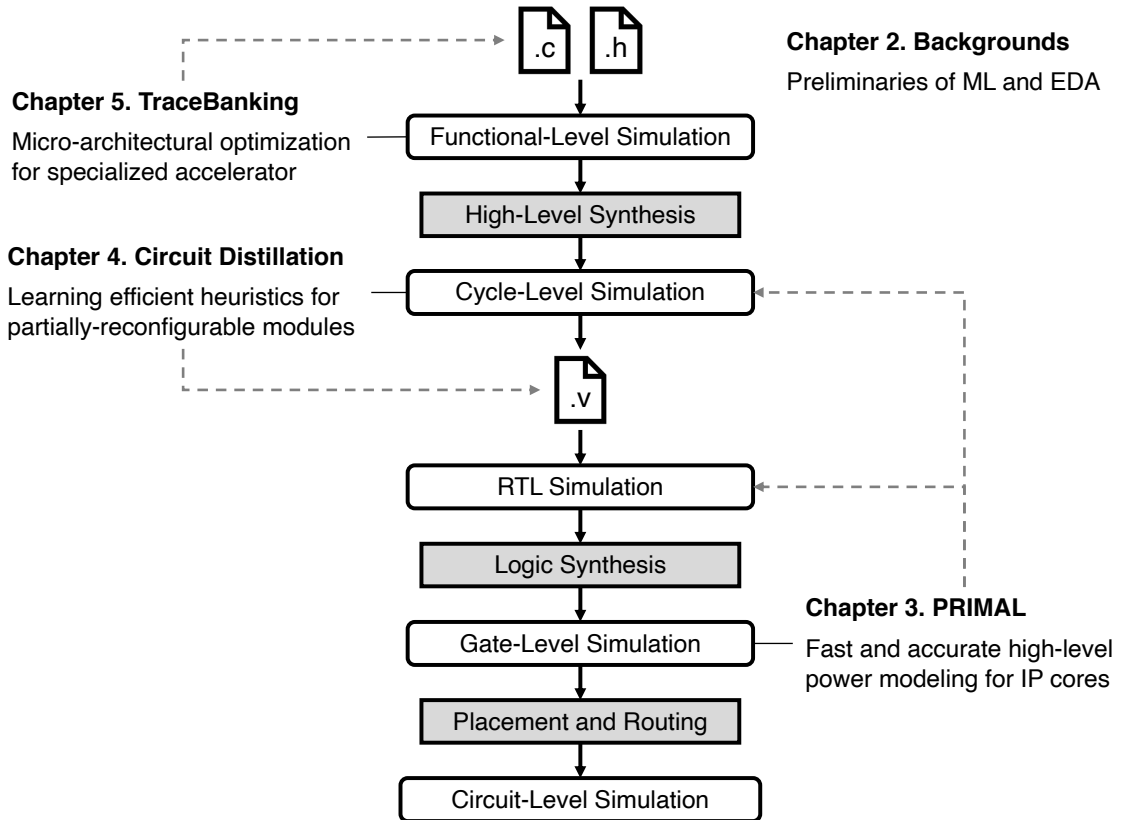 .c
.h
Chapter 2. Backgrounds
Preliminaries of ML and EDA
Chapter 5. TraceBanking
Micro-architectural optimization
for specialized accelerator
Functional-Level Simulation
High-Level Synthesis
Chapter 4. Circuit Distillation
Learning efficient heuristics for
partially-reconfigurable modules
Cycle-Level Simulation
.v
RTL Simulation
Logic Synthesis
Chapter 3. PRIMAL
Fast and accurate high-level
power modeling for IP cores
Gate-Level Simulation
Placement and Routing
Circuit-Level Simulation